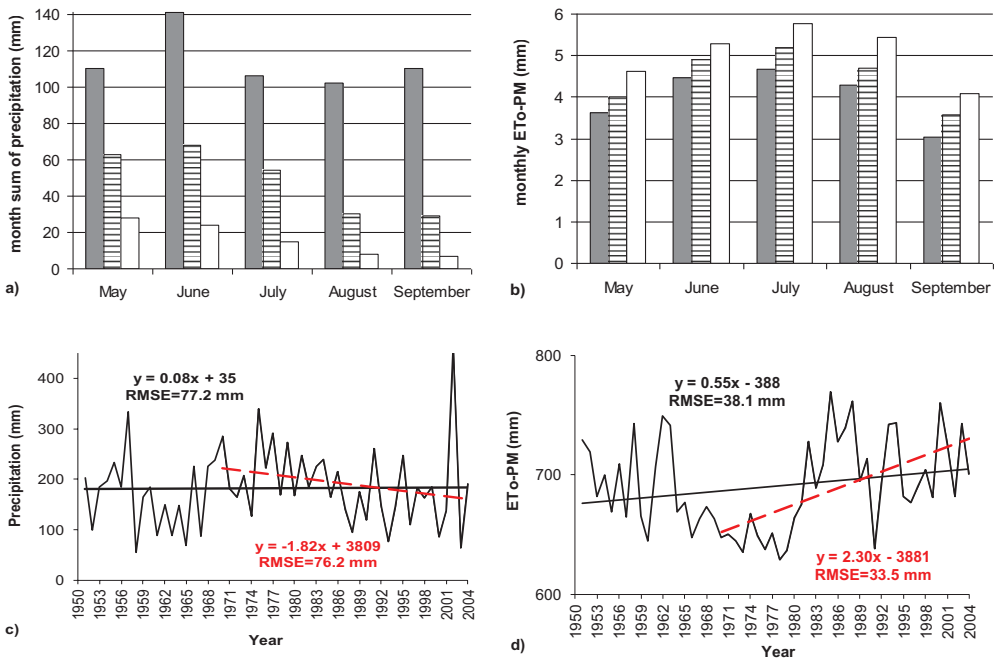 month sum of precipitation (mm)
140
120
100
80
60
40
20
0
May June July August September
a)
monthly ETo-PM (mm)
6
5
4
3
2
1
0
May June July August September
b)
Precipitation (mm)
400
300
200
100
0
y = 0.08x + 35
RMSE=77.2 mm
y = -1.82x + 3809
RMSE=76.2 mm
1950 1953 1956 1959 1962 1965 1968 1971 1974 1977 1980 1983 1986 1989 1992 1995 1998 2001 2004
Year
c)
ETo-PM (mm)
800
700
600
y = 0.55x - 388
RMSE=38.1 mm
y = 2.30x - 3881
RMSE=33.5 mm
1950 1953 1956 1959 1962 1965 1968 1971 1974 1977 1980 1983 1986 1989 1992 1995 1998 2001 2004
Year
d)